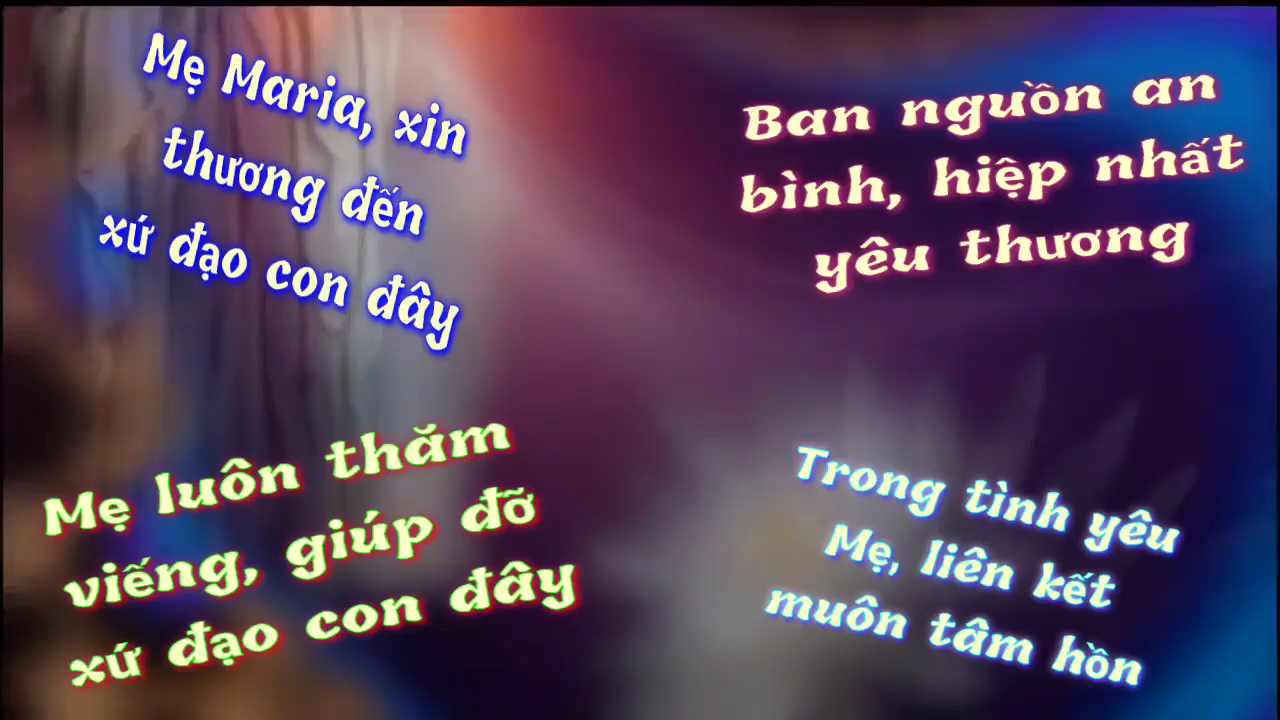 Mẹ Maria, xin
thương đến
xứ đạo con đây
Ban nguồn an
bình, hiệp nhất
yêu thương
Mẹ luôn thăm
viếng, giúp đỡ
xứ đạo con đây
Trong tình yêu
Mẹ, liên kết
muôn tâm hồn